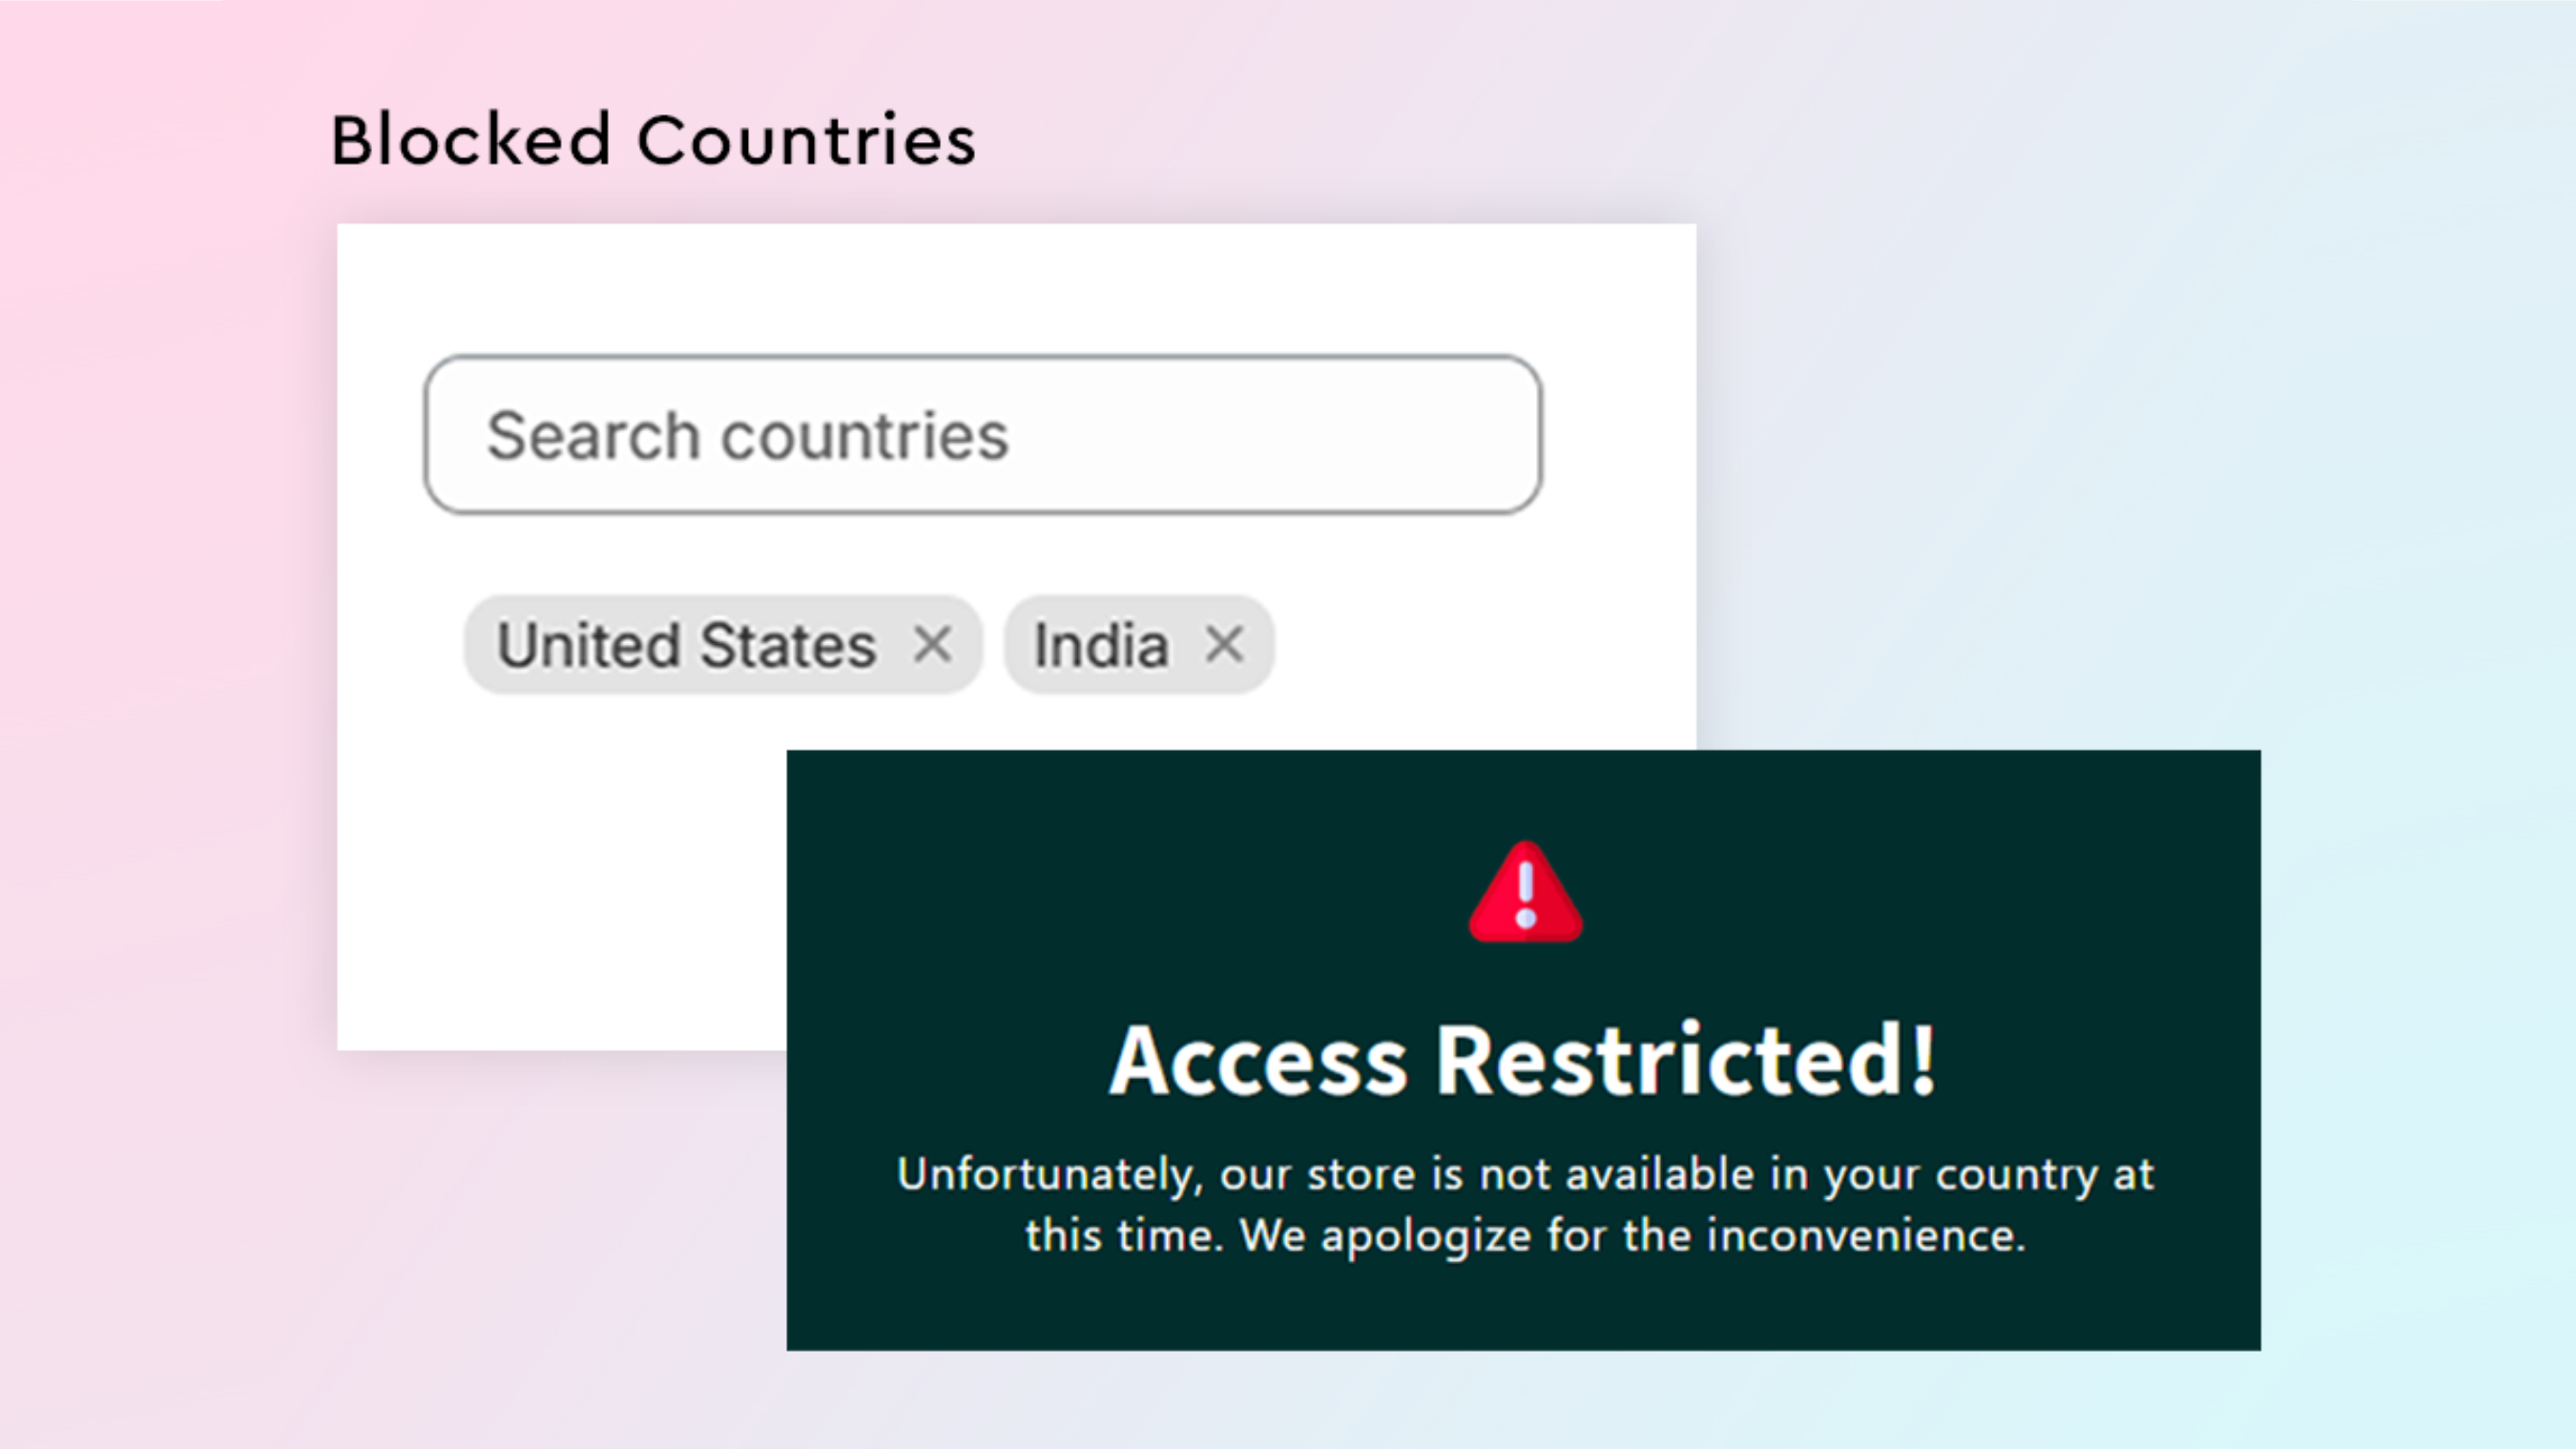 Blocked Countries
Search countries
United States × India ×
Access Restricted!
Unfortunately, our store is not available in your country at
this time. We apologize for the inconvenience.